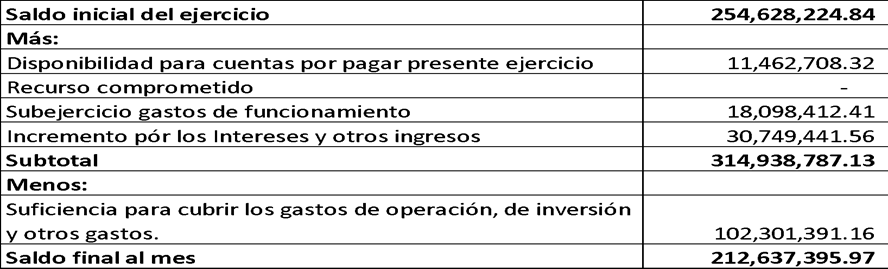 Saldo inicial del ejercicio 254,628,224.84
Más:
Disponibilidad para cuentas por pagar presente ejercicio 11,462,708.32
Recurso comprometido -
Subejercicio gastos de funcionamiento 18,098,412.41
Incremento pór los Intereses y otros ingresos 30,749,441.56
Subtotal 314,938,787.13
Menos:
Suficiencia para cubrir los gastos de operación, de inversión
y otros gastos. 102,301,391.16
Saldo final al mes 212,637,395.97